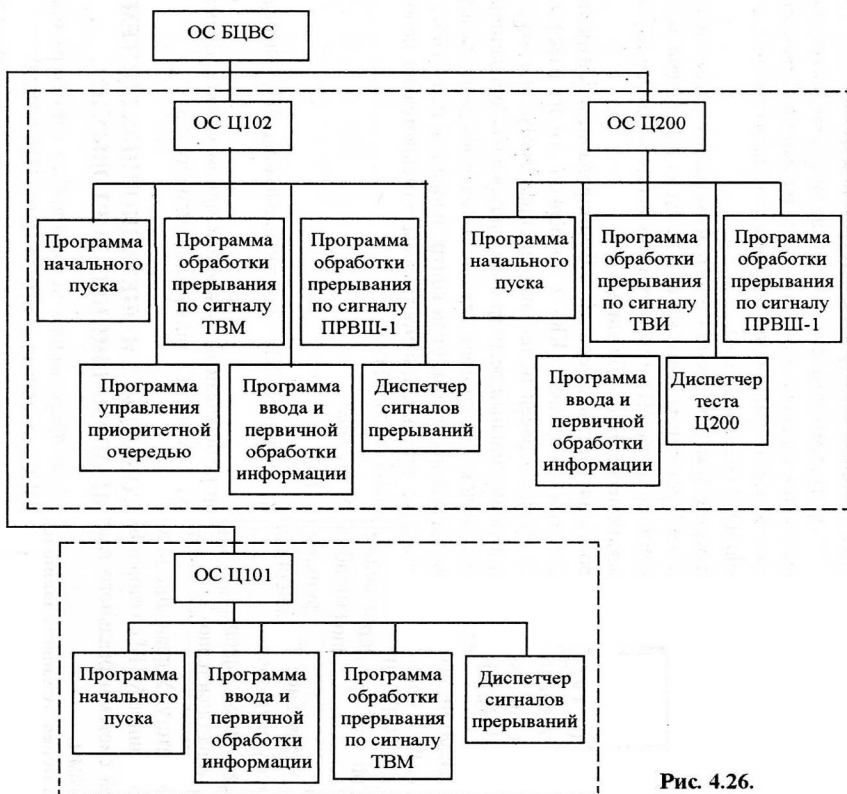 ОС БЦВС
ОС Ц102
ОС Ц200
Программа
начального
пуска
Программа
обработки
прерывания
по сигналу
ТВМ
Программа
обработки
прерывания
по сигналу
ПРВШ-1
Программа
начального
пуска
Программа
обработки
прерывания
по сигналу
ТВИ
Программа
обработки
прерывания
по сигналу
ПРВШ-1
Программа
управления
приоритетной
очередью
Программа
ввода и
первичной
обработки
информации
Диспетчер
сигналов
прерываний
Программа
ввода и
первичной
обработки
информации
Диспетчер
теста
Ц200
ОС Ц101
Программа
начального
пуска
Программа
ввода и
первичной
обработки
информации
Программа
обработки
прерывания
по сигналу
ТВМ
Диспетчер
сигналов
прерываний
Рис. 4.26.